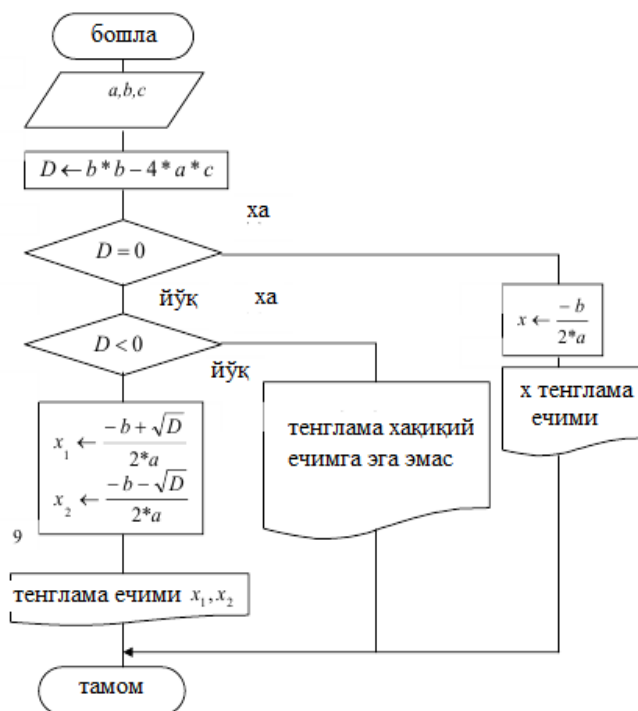 бошла
a,b,c
D ← b * b − 4 * a * c
ха
D = 0
йўқ
ха
x ← −b / 2*a
D < 0
йўқ
х тенглама
ечими
x₁ ← −b + √D / 2*a
x₂ ← −b − √D / 2*a
тенглама хақиқий
ечимга эга эмас
9
тенглама ечими x₁, x₂
тамом